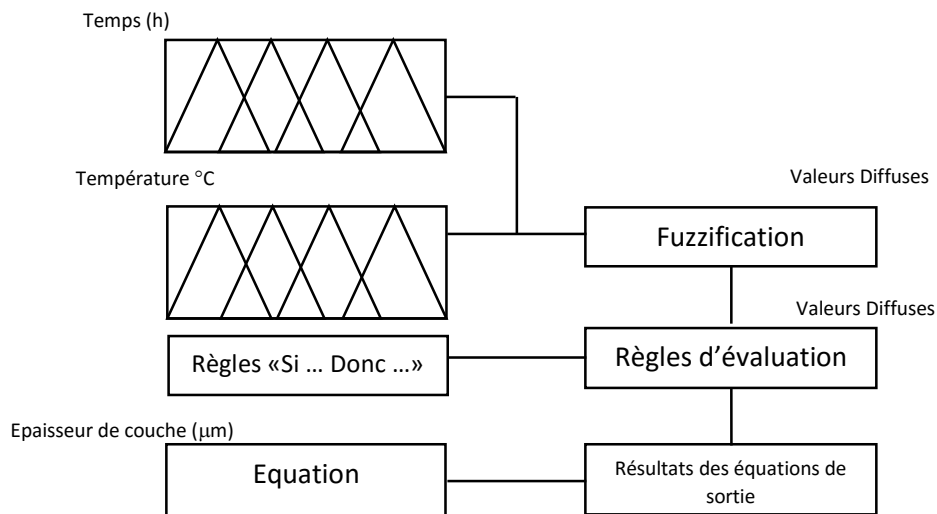 Temps (h)
Température °C
Valeurs Diffuses
Fuzzification
Valeurs Diffuses
Règles «Si ... Donc ...»
Règles d’évaluation
Epaisseur de couche (μm)
Equation
Résultats des équations de
sortie